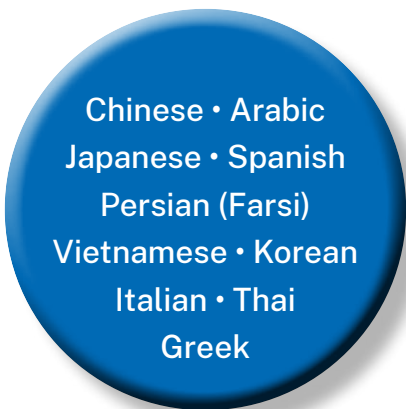 Chinese • Arabic
Japanese • Spanish
Persian (Farsi)
Vietnamese • Korean
Italian • Thai
Greek